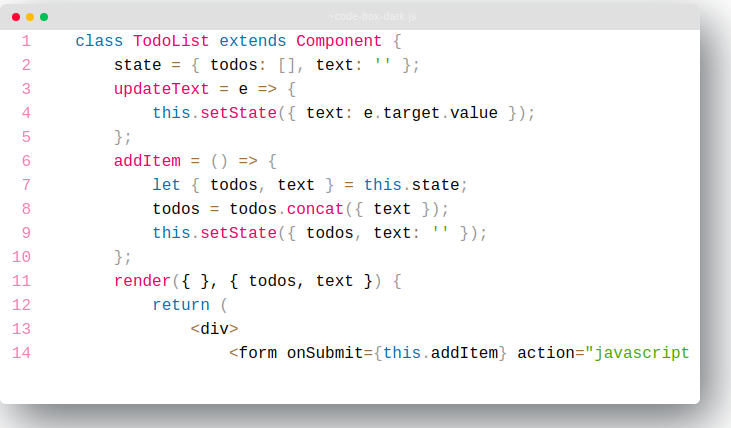 ~code-box-dark.js
1 class TodoList extends Component {
2 state = { todos: [], text: '' };
3 updateText = e => {
4 this.setState({ text: e.target.value });
5 };
6 addItem = () => {
7 let { todos, text } = this.state;
8 todos = todos.concat({ text });
9 this.setState({ todos, text: '' });
10 };
11 render({ }, { todos, text }) {
12 return (
13 <div>
14 <form onSubmit={this.addItem} action="javascript